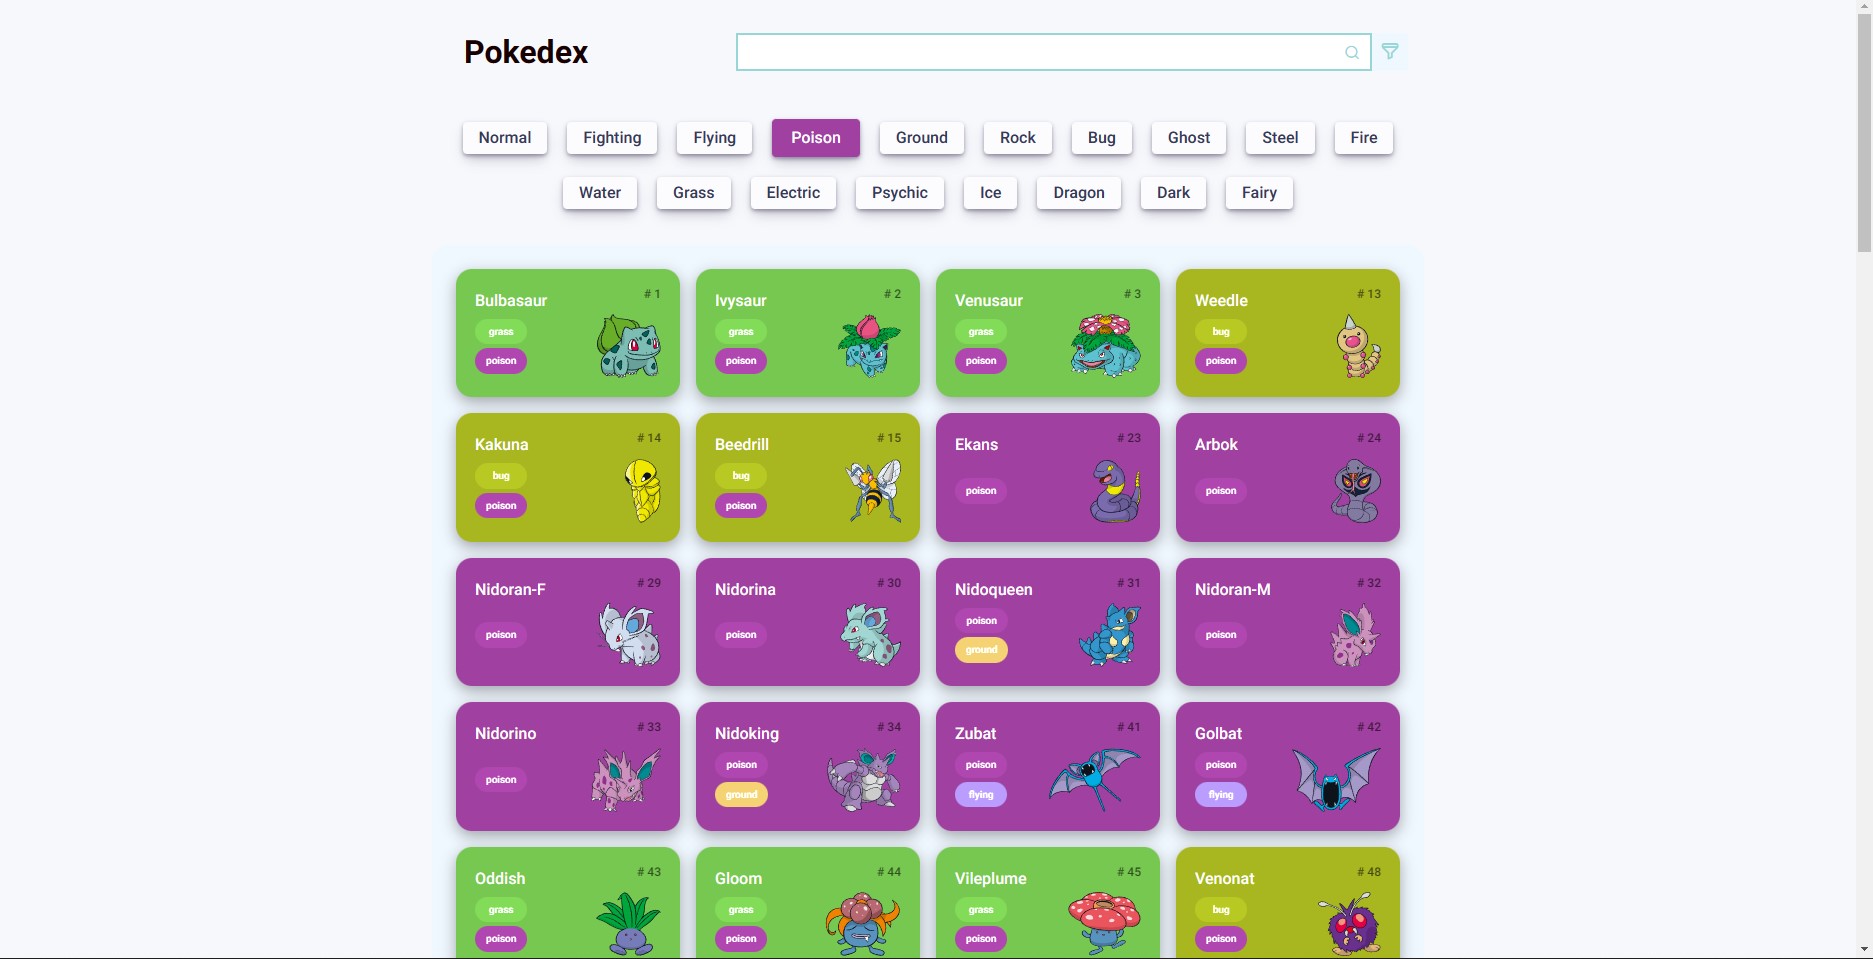 Pokedex
Normal Fighting Flying Poison Ground Rock Bug Ghost Steel Fire
Water Grass Electric Psychic Ice Dragon Dark Fairy
Bulbasaur # 1
grass
poison
Ivysaur # 2
grass
poison
Venusaur # 3
grass
poison
Weedle # 13
bug
poison
Kakuna # 14
bug
poison
Beedrill # 15
bug
poison
Ekans # 23
poison
Arbok # 24
poison
Nidoran-F # 29
poison
Nidorina # 30
poison
Nidoqueen # 31
poison
ground
Nidoran-M # 32
poison
Nidorino # 33
poison
Nidoking # 34
poison
ground
Zubat # 41
poison
flying
Golbat # 42
poison
flying
Oddish # 43
grass
poison
Gloom # 44
grass
poison
Vileplume # 45
grass
poison
Venonat # 48
bug
poison